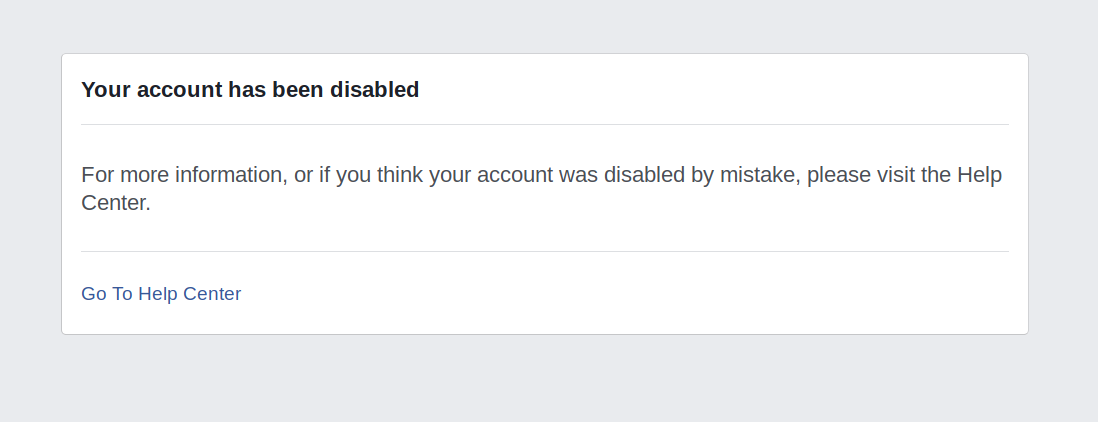 Your account has been disabled
For more information, or if you think your account was disabled by mistake, please visit the Help
Center.
Go To Help Center